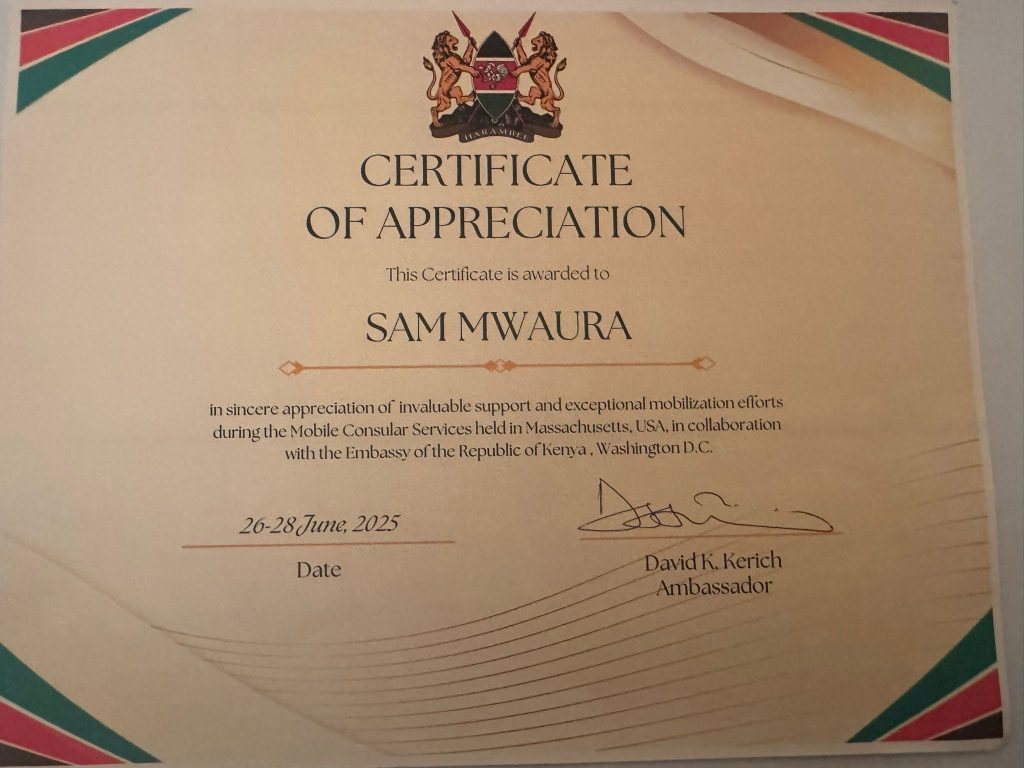 HARAMBEE
CERTIFICATE
OF APPRECIATION
This Certificate is awarded to
SAM MWAURA
in sincere appreciation of invaluable support and exceptional mobilization efforts
during the Mobile Consular Services held in Massachusetts, USA, in collaboration
with the Embassy of the Republic of Kenya , Washington D.C.
26-28 June, 2025
Date
David K. Kerich
Ambassador